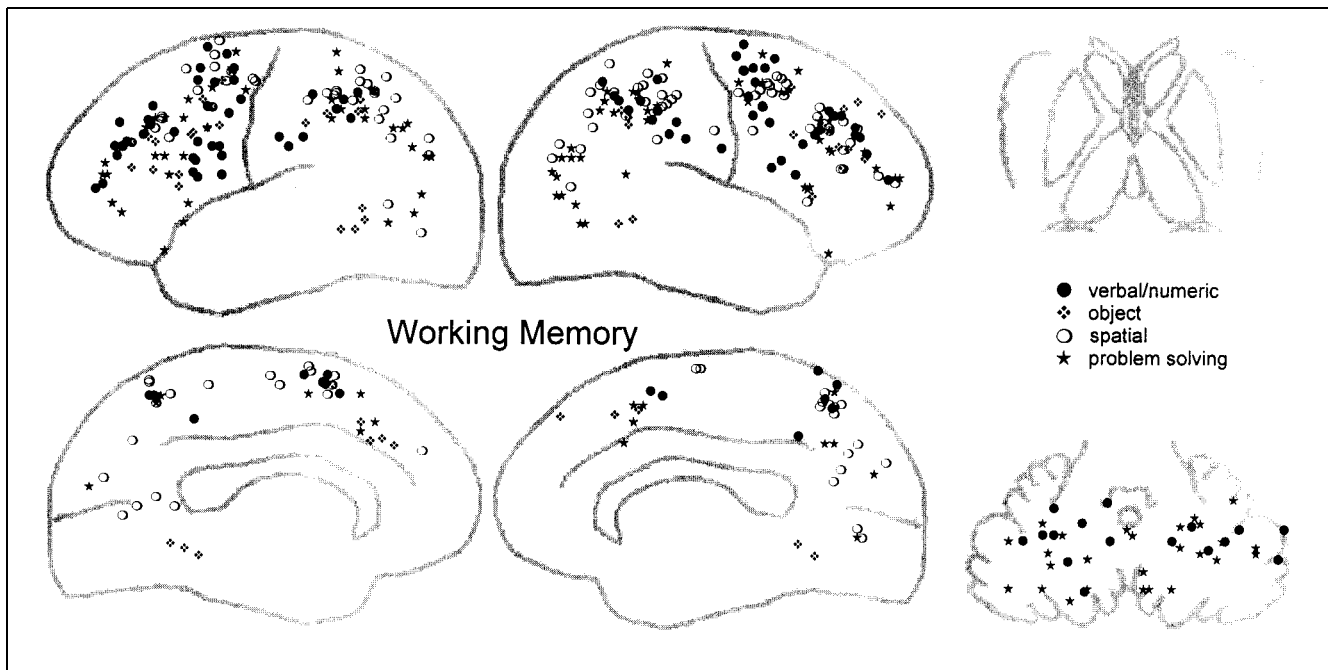 Working Memory
verbal/numeric
object
spatial
problem solving